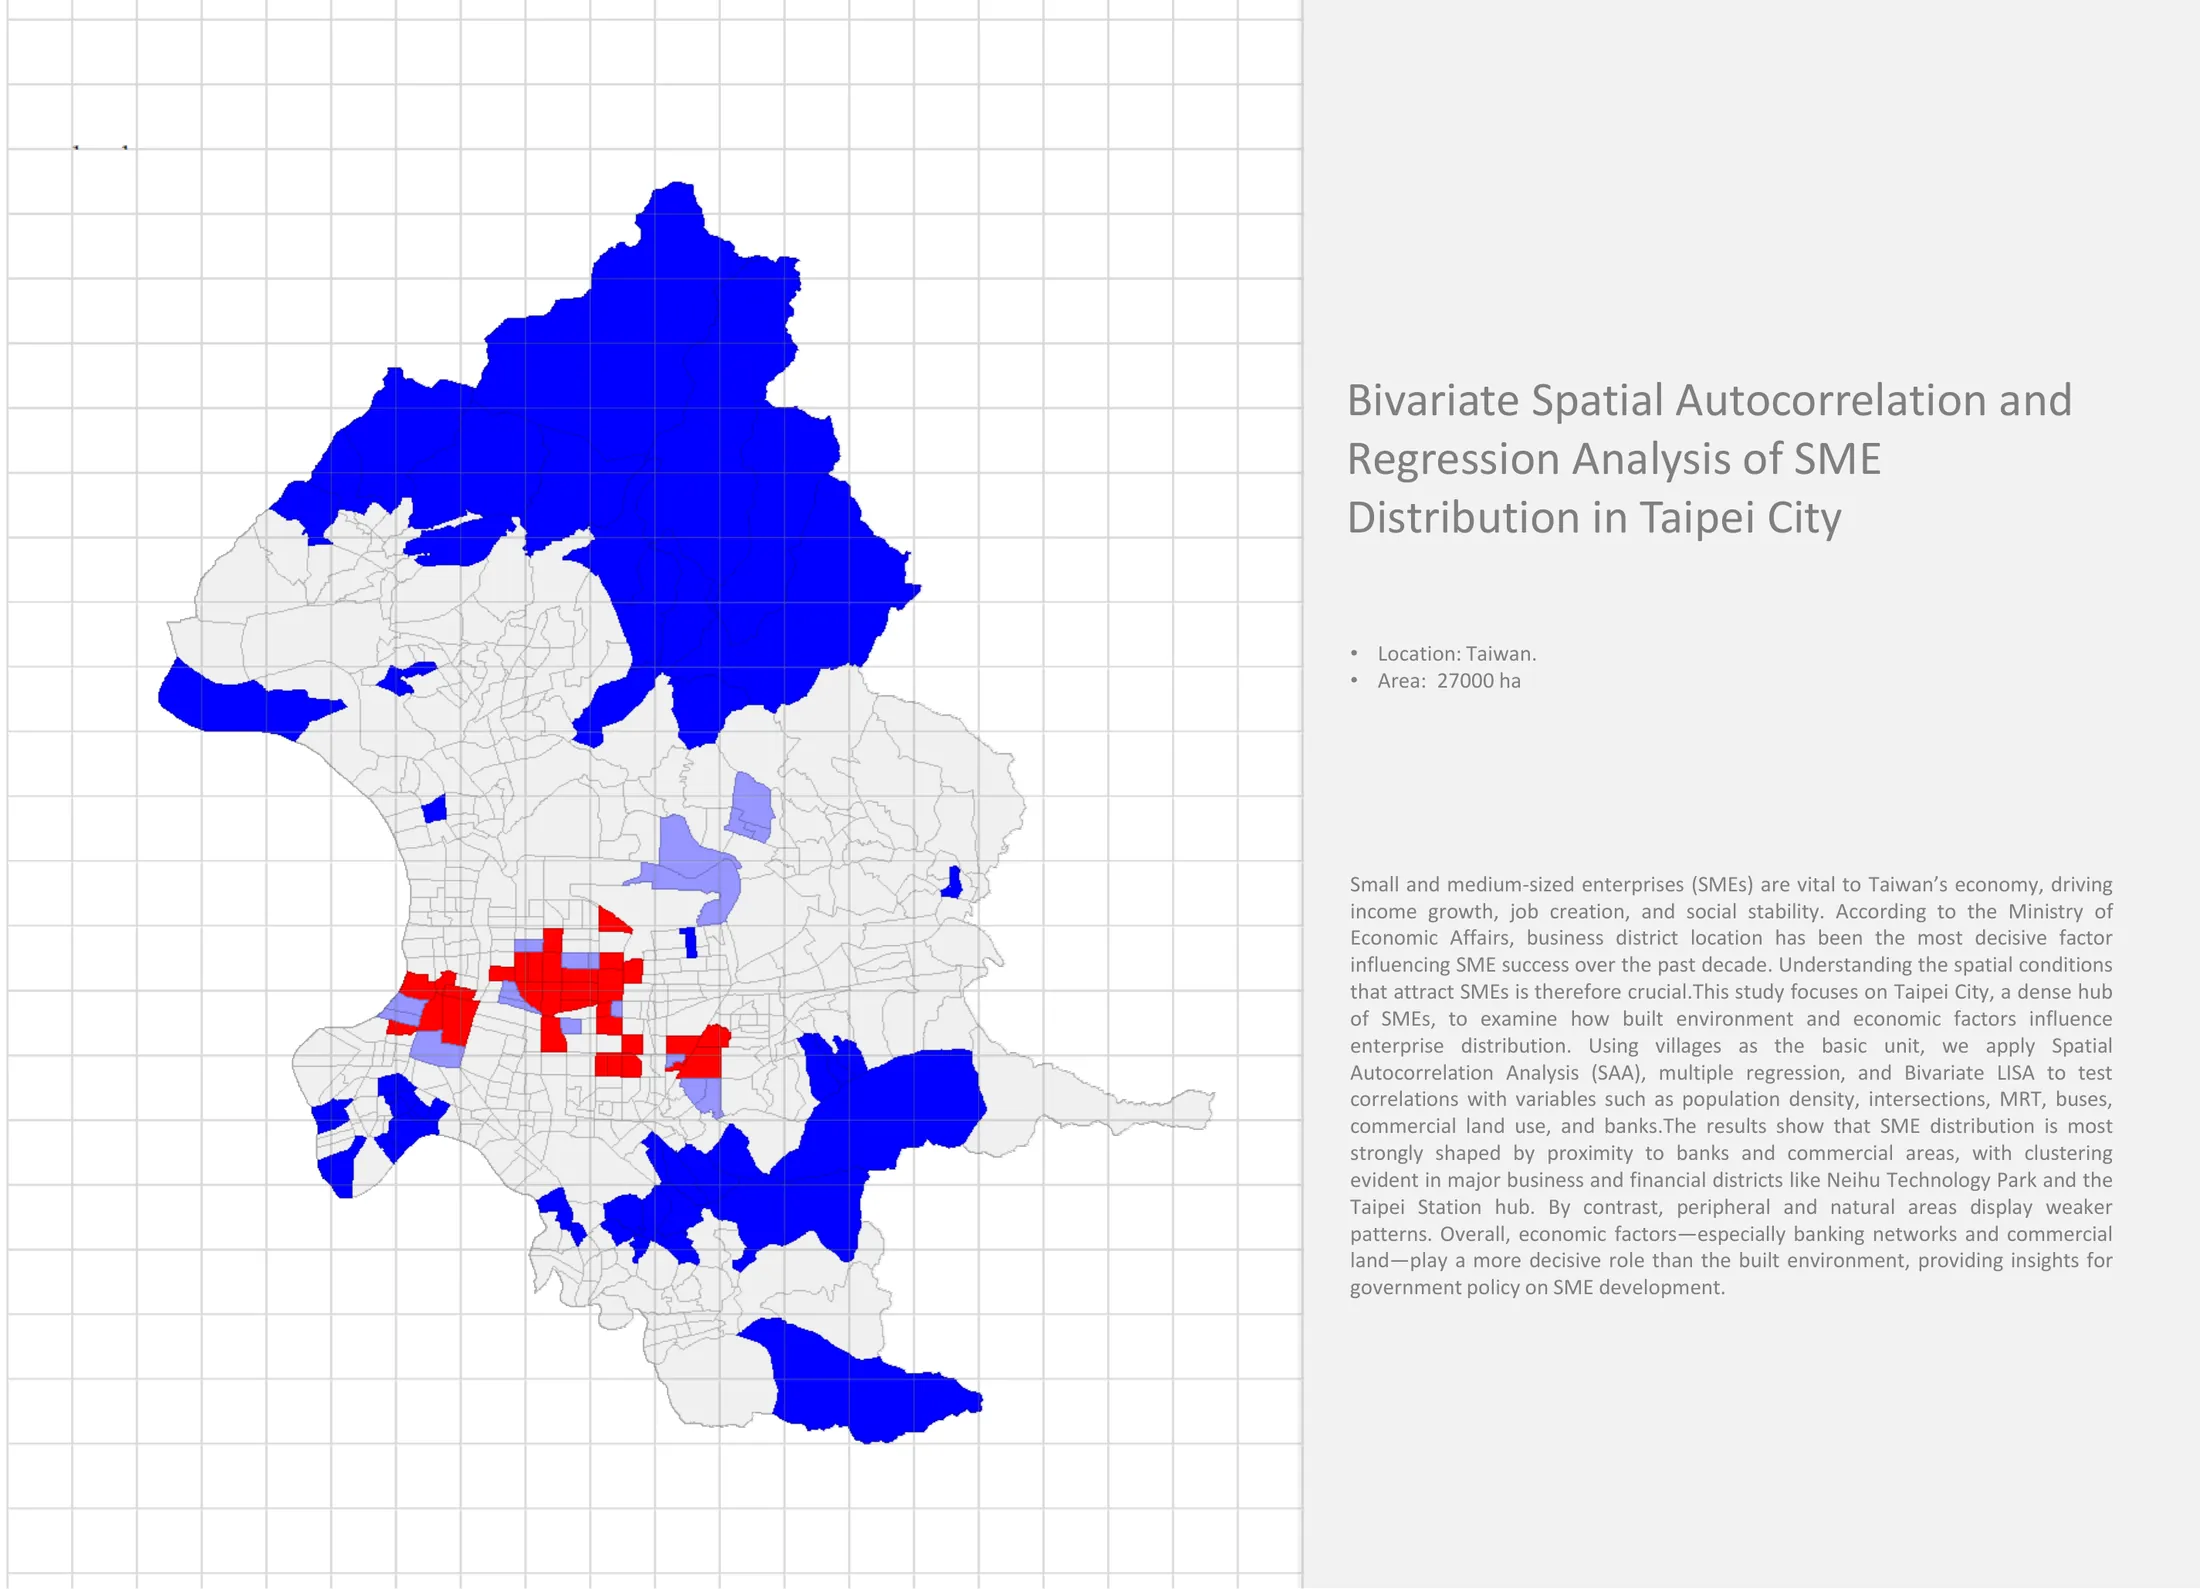 Bivariate Spatial Autocorrelation and
Regression Analysis of SME
Distribution in Taipei City
• Location: Taiwan.
• Area: 27000 ha
Small and medium-sized enterprises (SMEs) are vital to Taiwan’s economy, driving
income growth, job creation, and social stability. According to the Ministry of
Economic Affairs, business district location has been the most decisive factor
influencing SME success over the past decade. Understanding the spatial conditions
that attract SMEs is therefore crucial.This study focuses on Taipei City, a dense hub
of SMEs, to examine how built environment and economic factors influence
enterprise distribution. Using villages as the basic unit, we apply Spatial
Autocorrelation Analysis (SAA), multiple regression, and Bivariate LISA to test
correlations with variables such as population density, intersections, MRT, buses,
commercial land use, and banks.The results show that SME distribution is most
strongly shaped by proximity to banks and commercial areas, with clustering
evident in major business and financial districts like Neihu Technology Park and the
Taipei Station hub. By contrast, peripheral and natural areas display weaker
patterns. Overall, economic factors—especially banking networks and commercial
land—play a more decisive role than the built environment, providing insights for
government policy on SME development.